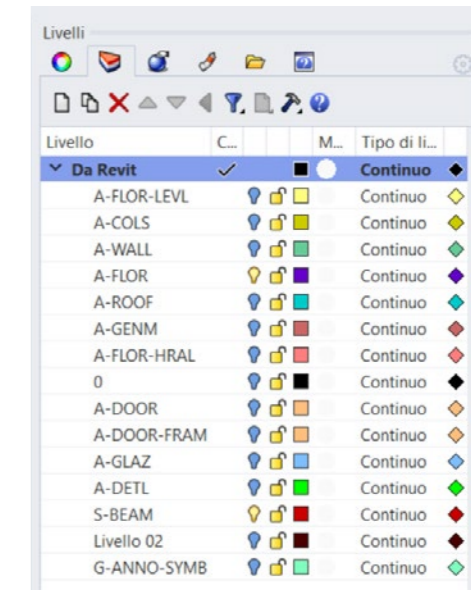 Livelli
Livello C... M... Tipo di li...
Da Revit Continuo
A-FLOR-LEVL Continuo
A-COLS Continuo
A-WALL Continuo
A-FLOR Continuo
A-ROOF Continuo
A-GENM Continuo
A-FLOR-HRAL Continuo
0 Continuo
A-DOOR Continuo
A-DOOR-FRAM Continuo
A-GLAZ Continuo
A-DETL Continuo
S-BEAM Continuo
Livello 02 Continuo
G-ANNO-SYMB Continuo